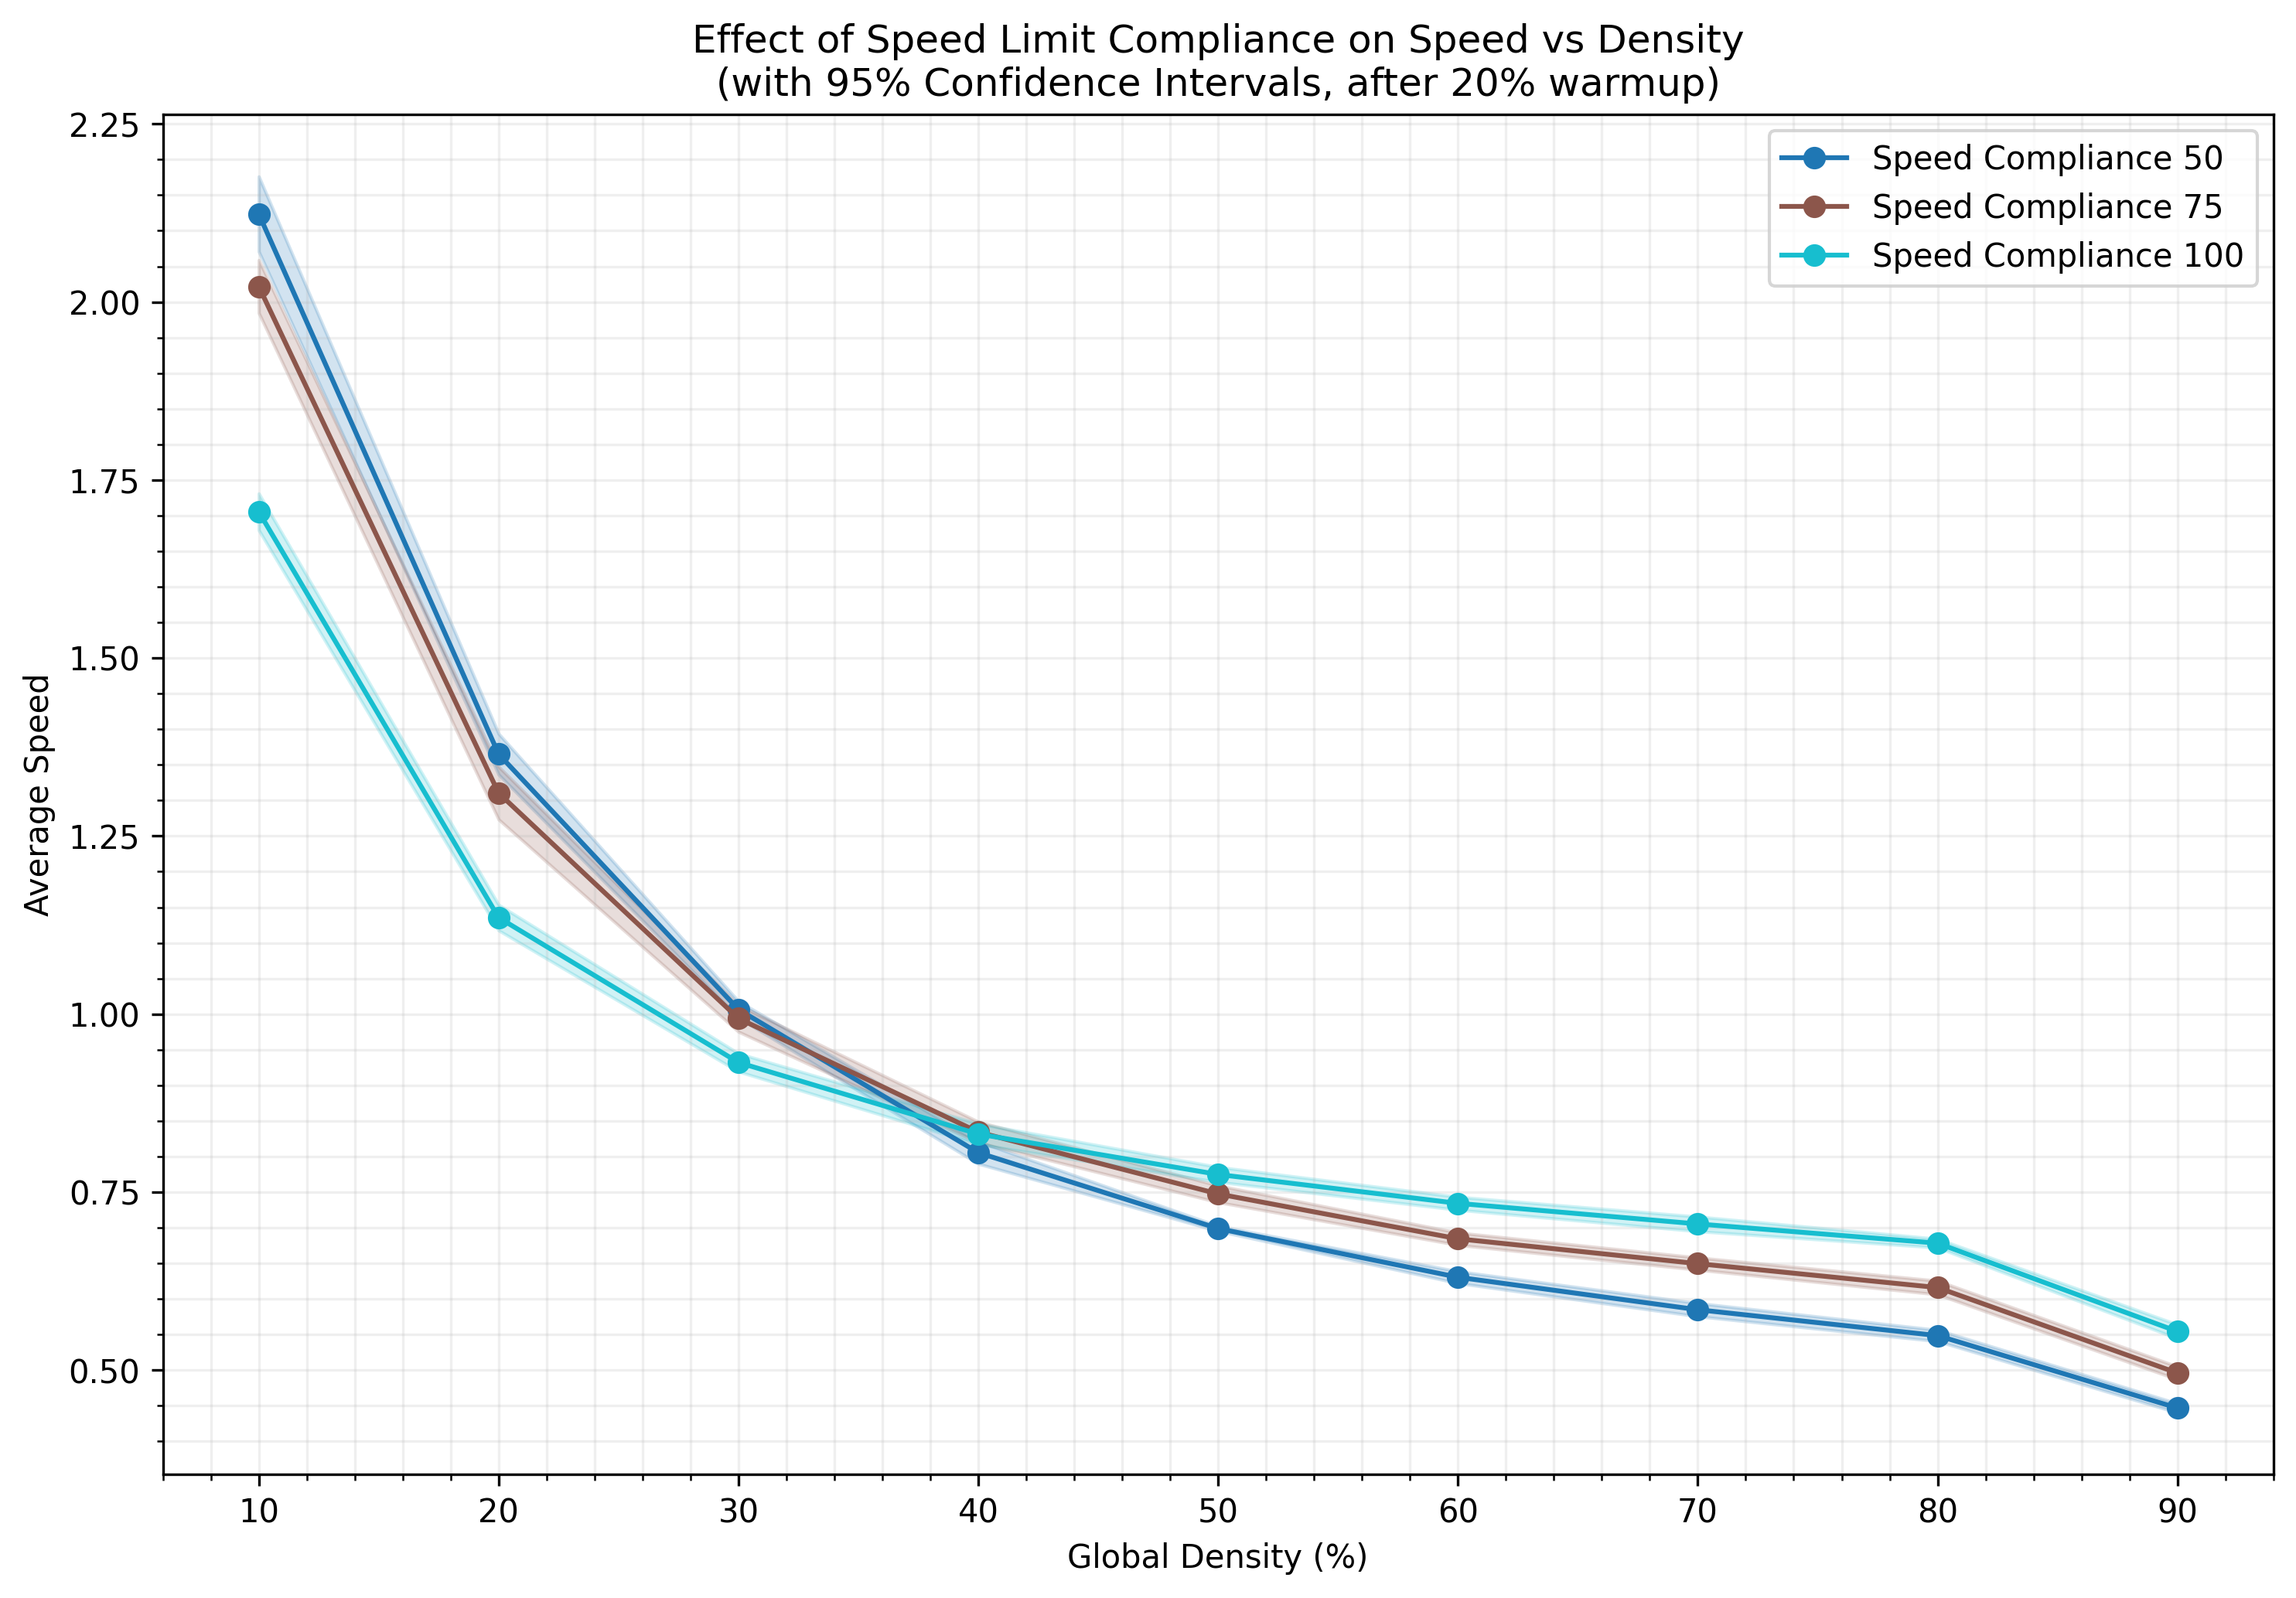 Effect of Speed Limit Compliance on Speed vs Density
(with 95% Confidence Intervals, after 20% warmup)
Speed Compliance 50
Speed Compliance 75
Speed Compliance 100
Average Speed
2.25
2.00
1.75
1.50
1.25
1.00
0.75
0.50
10 20 30 40 50 60 70 80 90
Global Density (%)